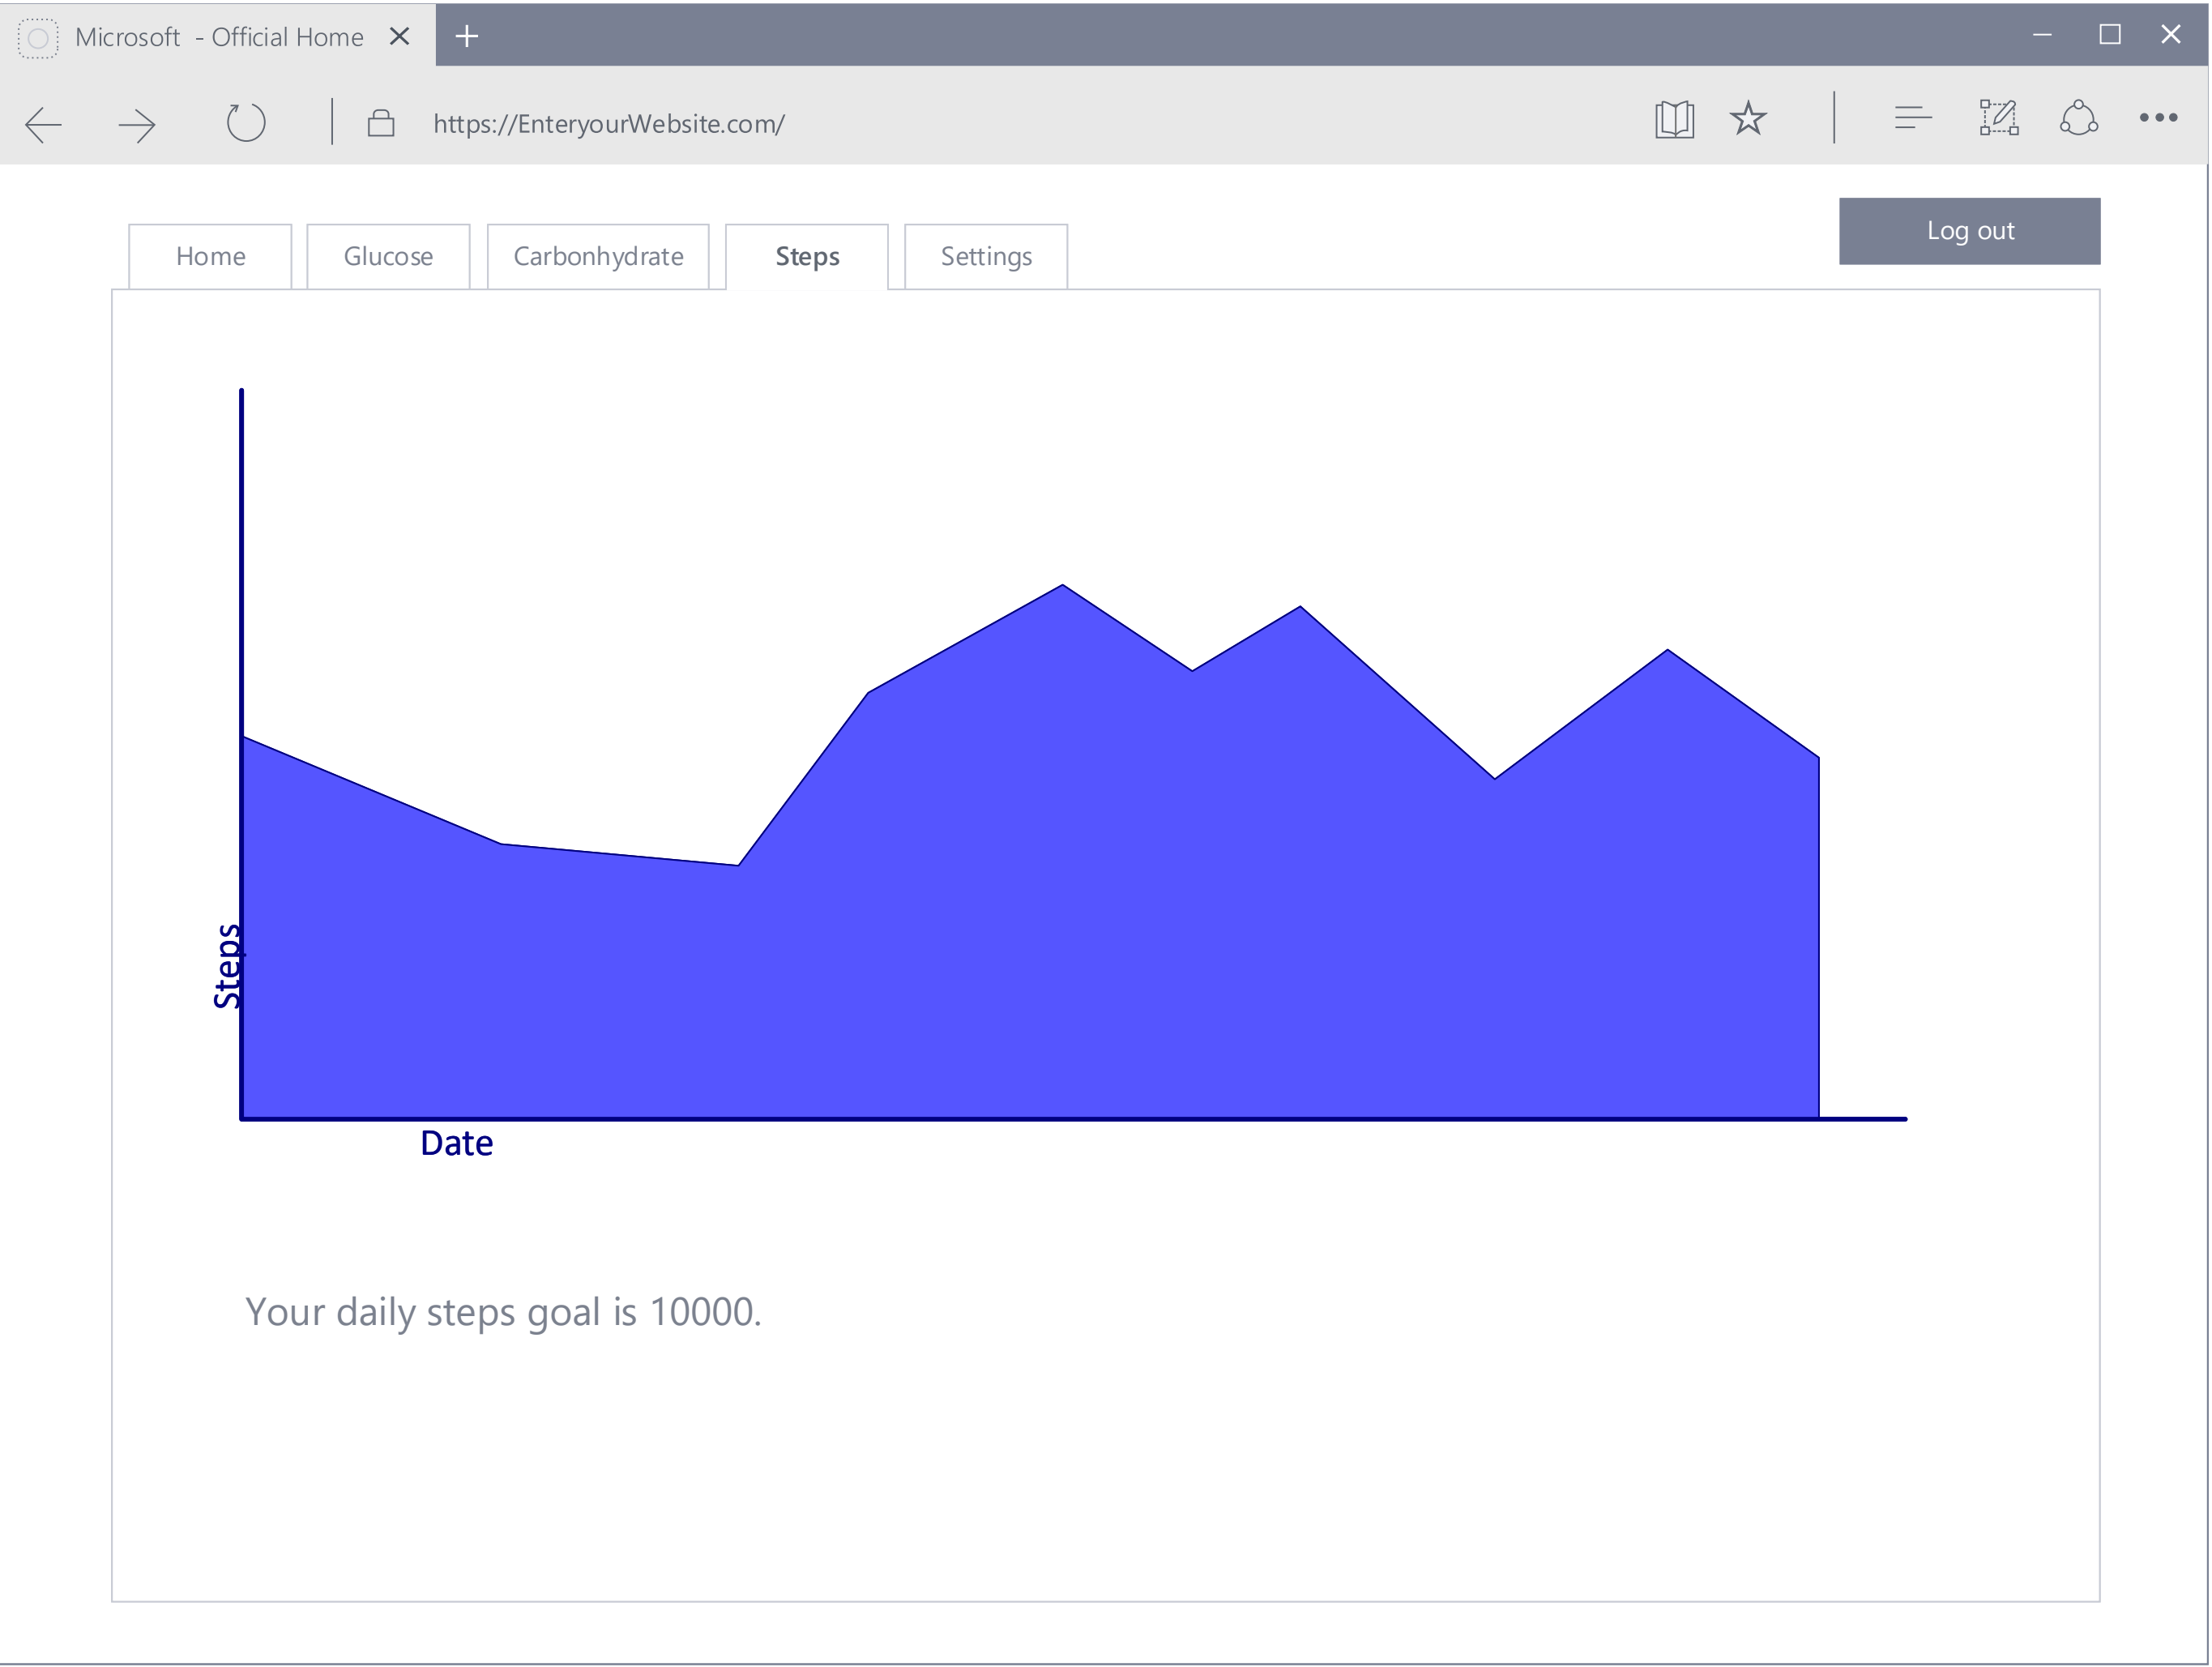 Microsoft - Official Home
https://EnteryourWebsite.com/
Log out
Home
Glucose
Carbonhydrate
Steps
Settings
Steps
Date
Your daily steps goal is 10000.